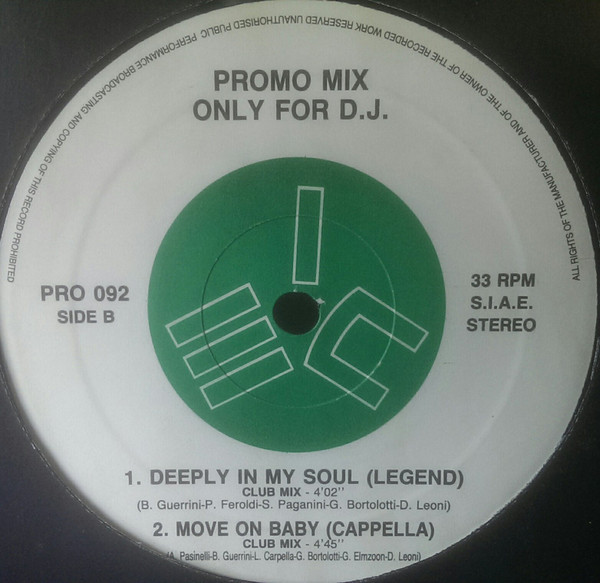 ALL RIGHTS OF THE MANUFACTURER AND OF THE OWNER OF THE RECORDED WORK RESERVED UNAUTHORISED PUBLIC PERFORMANCE BROADCASTING AND COPYING OF THIS RECORD PROHIBITED
PROMO MIX
ONLY FOR D.J.
PRO 092
SIDE B
33 RPM
S.I.A.E.
STEREO
1. DEEPLY IN MY SOUL (LEGEND)
CLUB MIX - 4'02"
(B. Guerrini-P. Feroldi-S. Paganini-G. Bortolotti-D. Leoni)
2. MOVE ON BABY (CAPPELLA)
CLUB MIX - 4'45"
(A. Pasinelli-B. Guerrini-L. Carpella-G. Bortolotti-G. Elmzoon-D. Leoni)